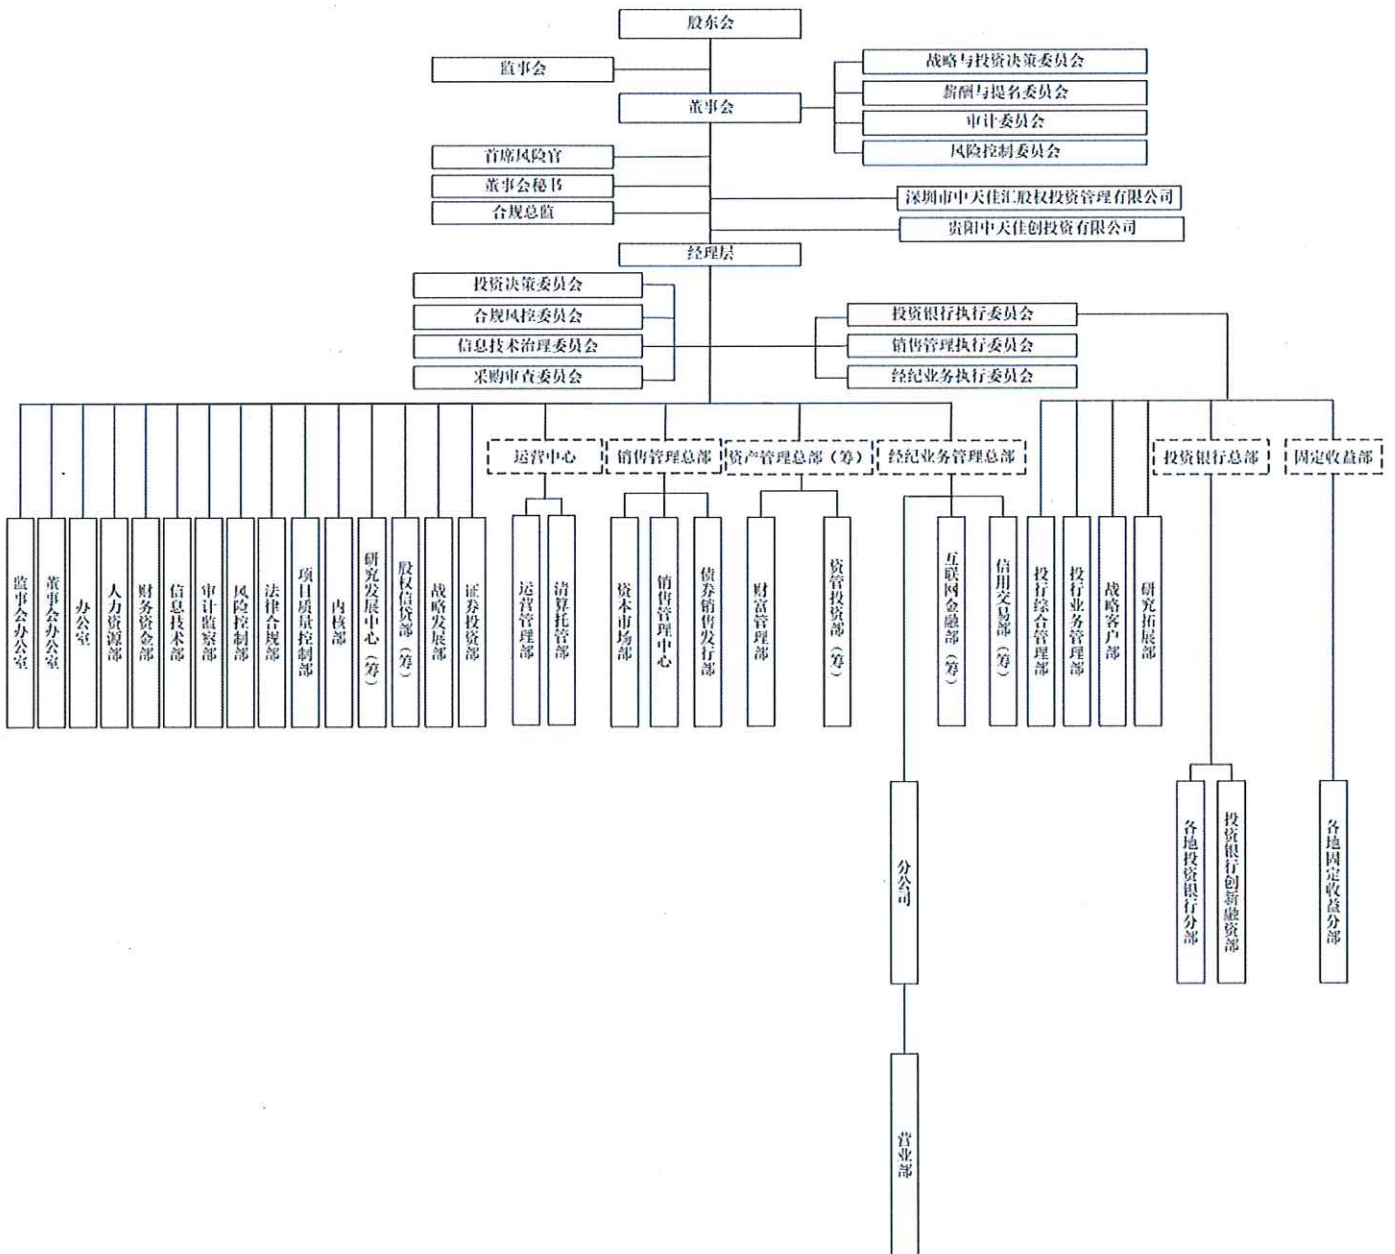 股东会
监事会
董事会
战略与投资决策委员会
薪酬与提名委员会
审计委员会
风险控制委员会
首席风险官
董事会秘书
合规总监
深圳市中天佳汇股权投资管理有限公司
贵阳中天佳创投资有限公司
经理层
投资决策委员会
合规风控委员会
信息技术治理委员会
采购审查委员会
投资银行执行委员会
销售管理执行委员会
经纪业务执行委员会
运营中心
销售管理总部
资产管理总部（筹）
经纪业务管理总部
投资银行总部
固定收益部
监事会办公室
董事会办公室
办公室
人力资源部
财务资金部
信息技术部
审计监察部
风险控制部
法律合规部
项目质量控制部
内核部
研究发展中心（筹）
股权信贷部（筹）
战略发展部
证券投资部
运营管理部
清算托管部
资本市场部
销售管理中心
债券销售发行部
财富管理部
资管投资部（筹）
互联网金融部（筹）
信用交易部（筹）
投行综合管理部
投行业务管理部
战略客户部
研究拓展部
分公司
各地投资银行分部
投资银行创新融资部
各地固定收益分部
营业部